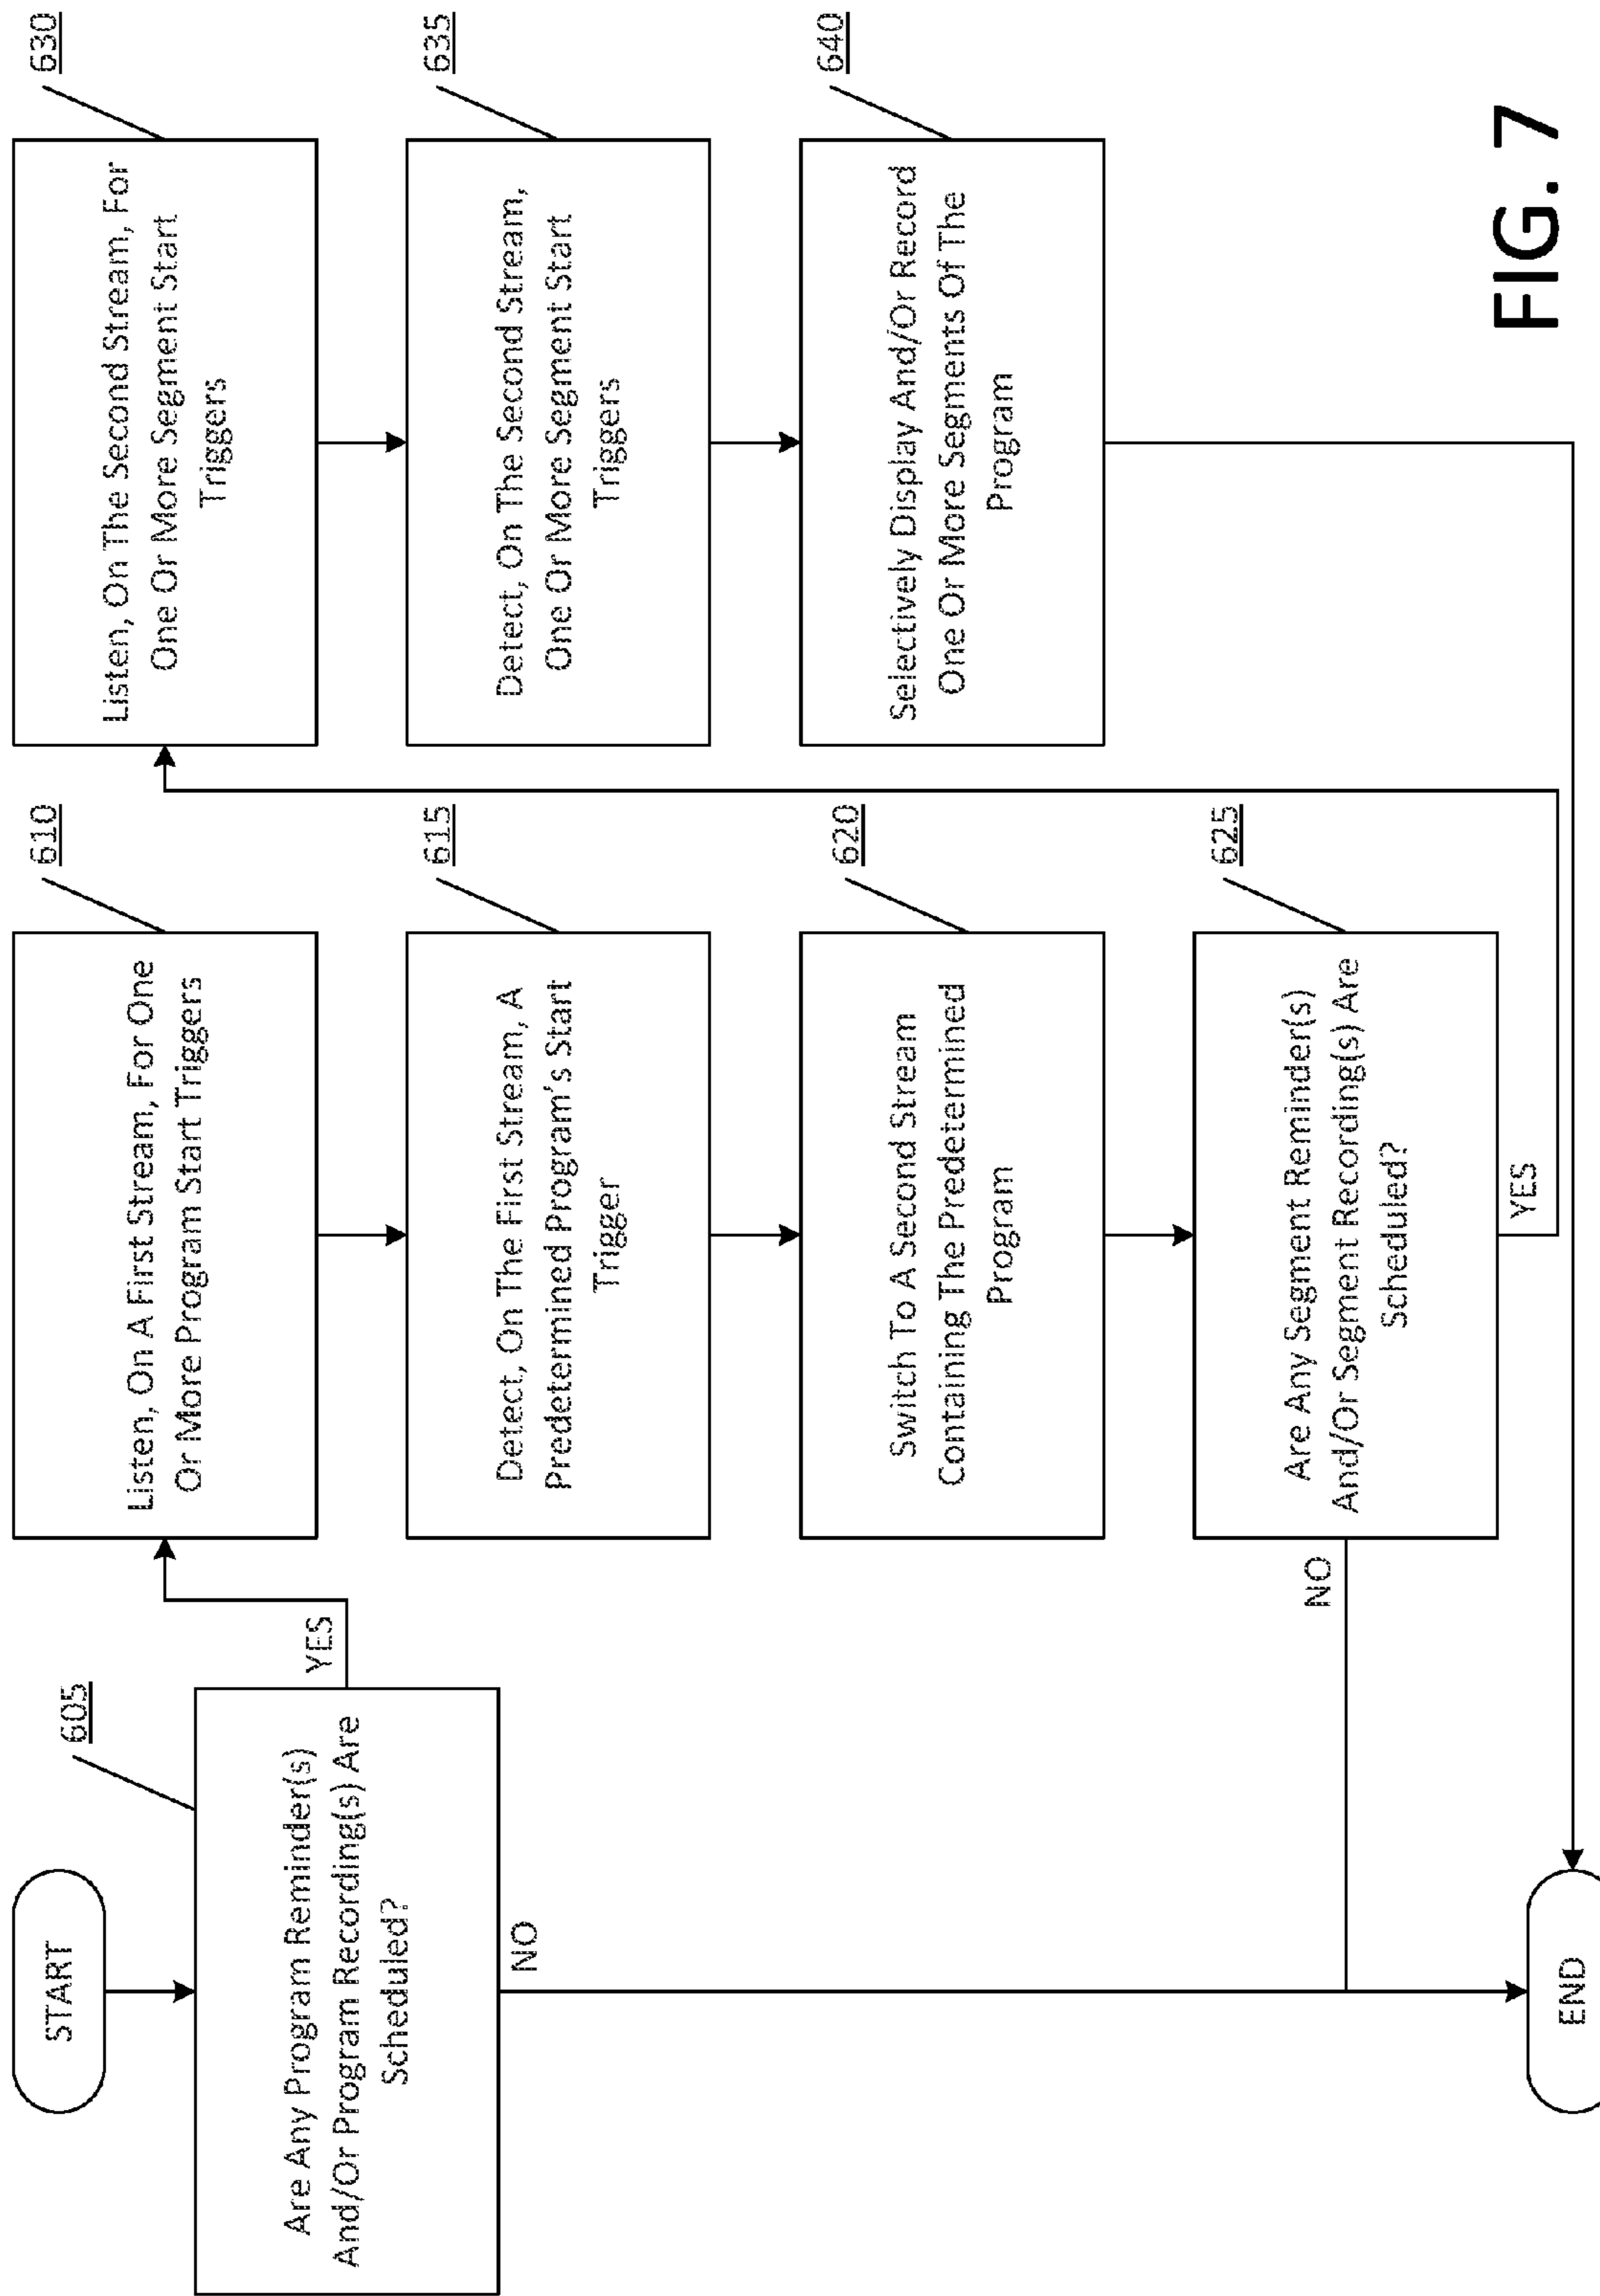 START
605
Are Any Program Reminder(s)
And/Or Program Recording(s) Are
Scheduled?
YES
NO
610
Listen, On A First Stream, For One
Or More Program Start Triggers
615
Detect, On The First Stream, A
Predetermined Program's Start
Trigger
620
Switch To A Second Stream
Containing The Predetermined
Program
625
Are Any Segment Reminder(s)
And/Or Segment Recording(s) Are
Scheduled?
NO
YES
630
Listen, On The Second Stream, For
One Or More Segment Start
Triggers
635
Detect, On The Second Stream,
One Or More Segment Start
Triggers
640
Selectively Display And/Or Record
One Or More Segments Of The
Program
END
FIG. 7